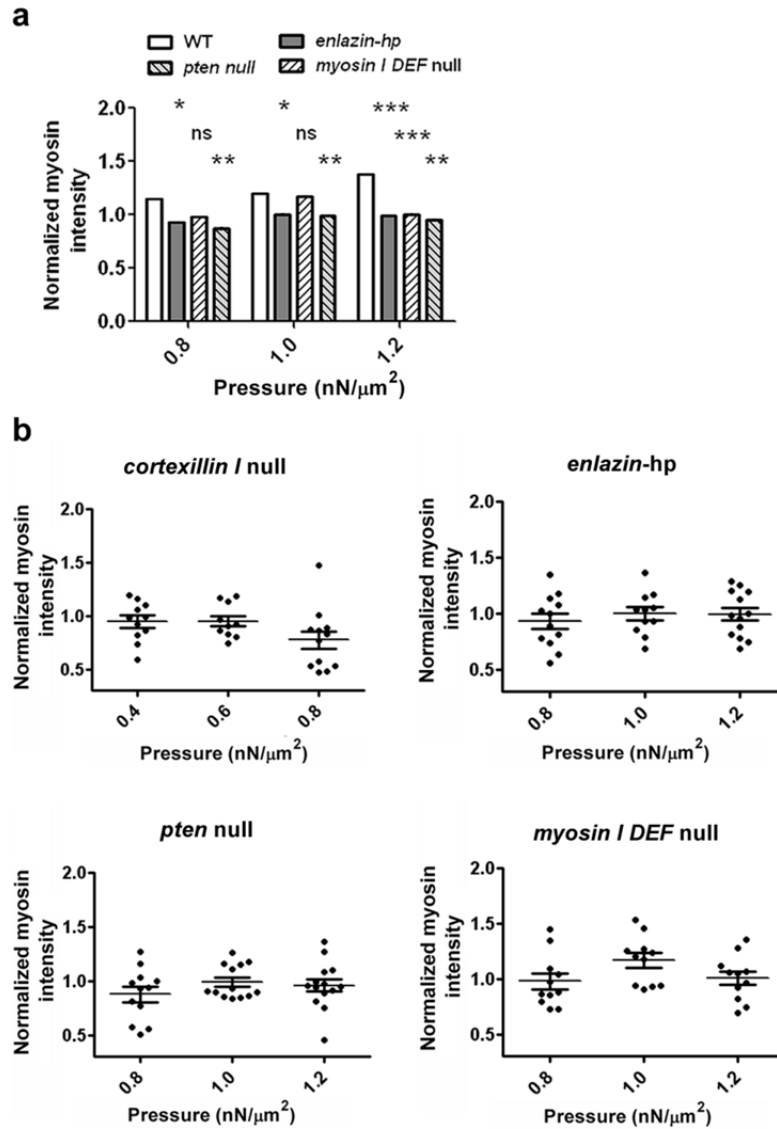 a
WT
enlazin-hp
pten null
myosin I DEF null
Normalized myosin
intensity
2.0
1.5
1.0
0.5
0.0
* * ***
ns ns ***
** ** **
0.8 1.0 1.2
Pressure (nN/μm²)
b
cortexillin I null
Normalized myosin
intensity
2.0
1.5
1.0
0.5
0.4 0.6 0.8
Pressure (nN/μm²)
enlazin-hp
Normalized myosin
intensity
2.0
1.5
1.0
0.5
0.8 1.0 1.2
Pressure (nN/μm²)
pten null
Normalized myosin
intensity
2.0
1.5
1.0
0.5
0.8 1.0 1.2
Pressure (nN/μm²)
myosin I DEF null
Normalized myosin
intensity
2.0
1.5
1.0
0.5
0.8 1.0 1.2
Pressure (nN/μm²)